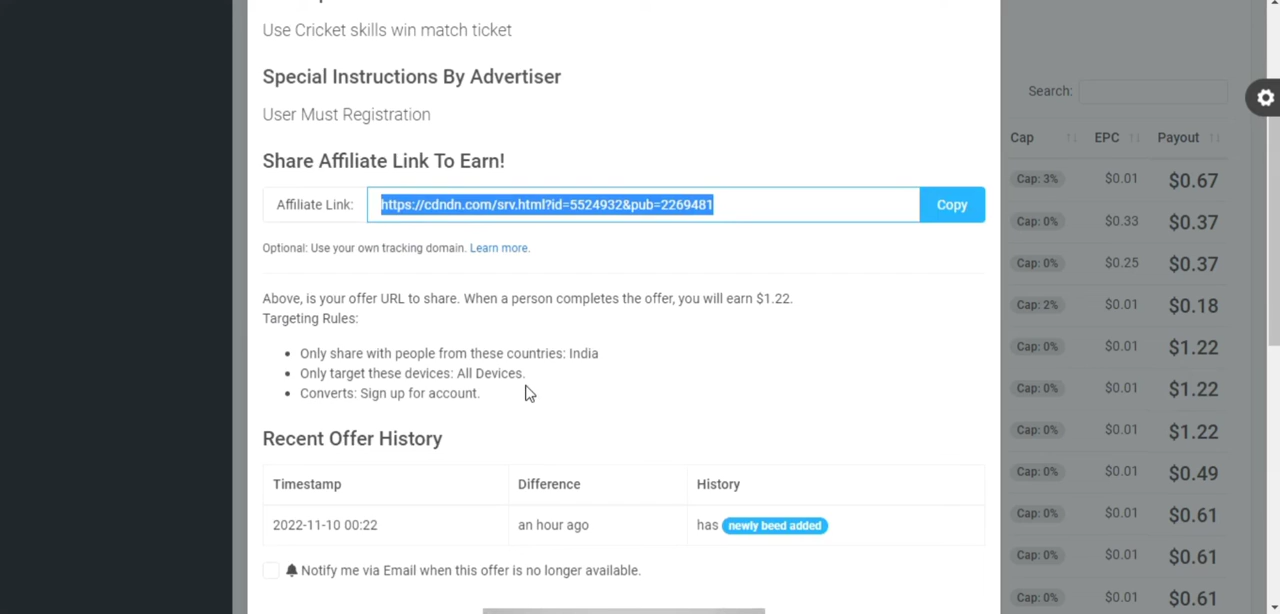 Use Cricket skills win match ticket
Special Instructions By Advertiser
User Must Registration
Share Affiliate Link To Earn!
Affiliate Link: https://cdndn.com/srv.html?id=5524932&pub=2269481 Copy
Optional: Use your own tracking domain. Learn more.
Above, is your offer URL to share. When a person completes the offer, you will earn $1.22.
Targeting Rules:
Only share with people from these countries: India
Only target these devices: All Devices.
Converts: Sign up for account.
Recent Offer History
Timestamp Difference History
2022-11-10 00:22 an hour ago has newly beed added
Notify me via Email when this offer is no longer available.
Search:
Cap EPC Payout
Cap: 3% $0.01 $0.67
Cap: 0% $0.33 $0.37
Cap: 0% $0.25 $0.37
Cap: 2% $0.01 $0.18
Cap: 0% $0.01 $1.22
Cap: 0% $0.01 $1.22
Cap: 0% $0.01 $1.22
Cap: 0% $0.01 $0.49
Cap: 0% $0.01 $0.61
Cap: 0% $0.01 $0.61
Cap: 0% $0.01 $0.61